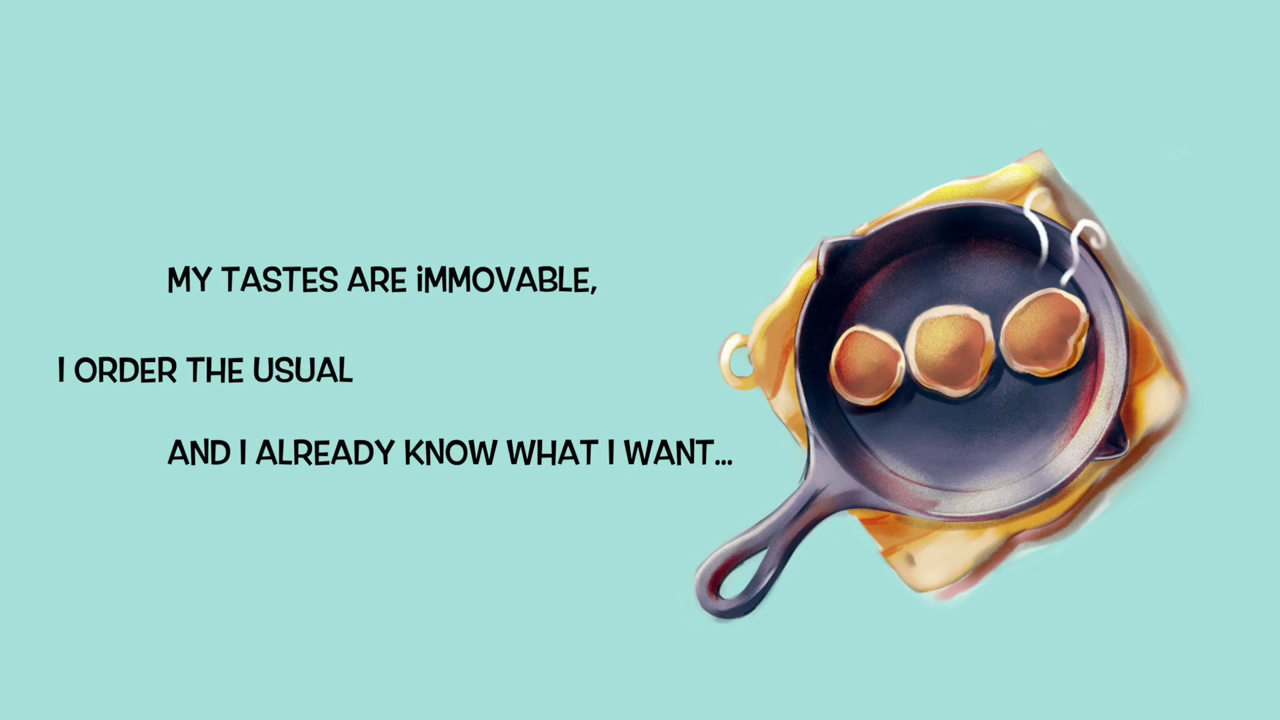 MY TASTES ARE iMMOVABLE,
I ORDER THE USUAL
AND I ALREADY KNOW WHAT I WANT...